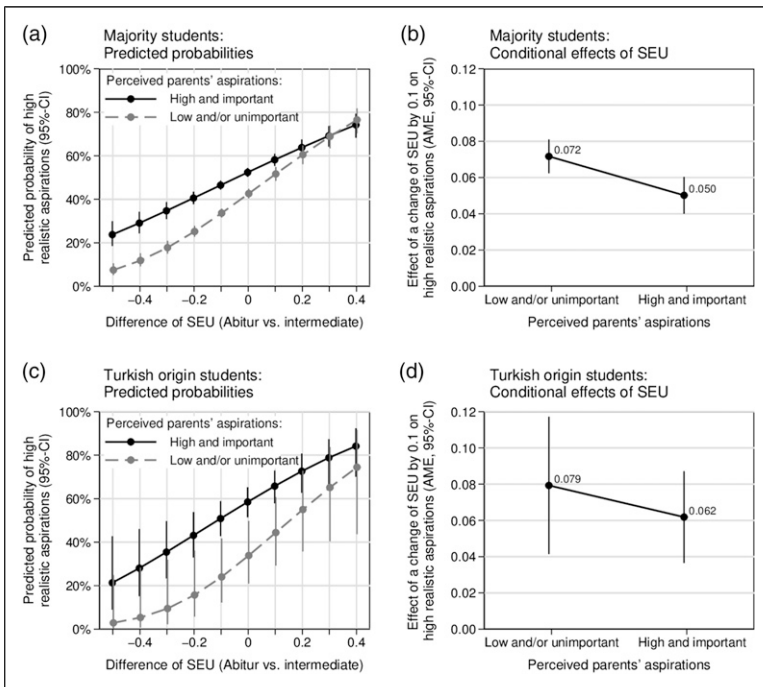 (a)
Majority students:
Predicted probabilities
Perceived parents' aspirations:
High and important
Low and/or unimportant
100%
80%
60%
40%
20%
0%
Predicted probability of high
realistic aspirations (95%-CI)
−0.4 −0.2 0 0.2 0.4
Difference of SEU (Abitur vs. intermediate)
(b)
Majority students:
Conditional effects of SEU
0.12
0.10
0.08
0.06
0.04
0.02
0.00
Effect of a change of SEU by 0.1 on
high realistic aspirations (AME, 95%-CI)
0.072
0.050
Low and/or unimportant High and important
Perceived parents' aspirations
(c)
Turkish origin students:
Predicted probabilities
Perceived parents' aspirations:
High and important
Low and/or unimportant
100%
80%
60%
40%
20%
0%
Predicted probability of high
realistic aspirations (95%-CI)
−0.4 −0.2 0 0.2 0.4
Difference of SEU (Abitur vs. intermediate)
(d)
Turkish origin students:
Conditional effects of SEU
0.12
0.10
0.08
0.06
0.04
0.02
0.00
Effect of a change of SEU by 0.1 on
high realistic aspirations (AME, 95%-CI)
0.079
0.062
Low and/or unimportant High and important
Perceived parents' aspirations